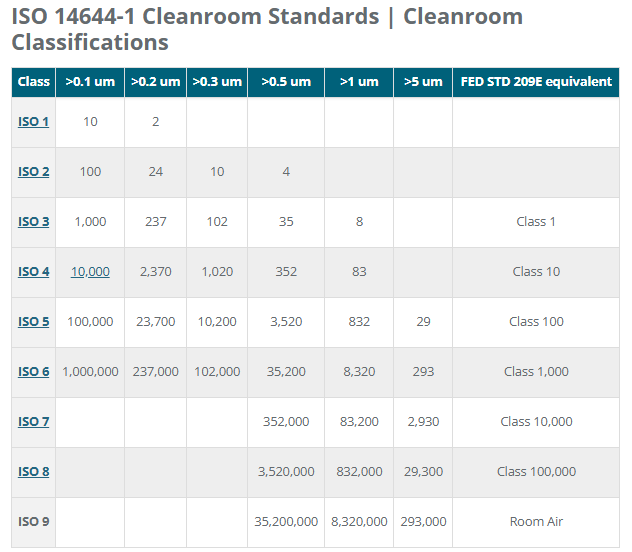 ISO 14644-1 Cleanroom Standards | Cleanroom
Classifications
Class >0.1 um >0.2 um >0.3 um >0.5 um >1 um >5 um FED STD 209E equivalent
ISO 1 10 2
ISO 2 100 24 10 4
ISO 3 1,000 237 102 35 8 Class 1
ISO 4 10,000 2,370 1,020 352 83 Class 10
ISO 5 100,000 23,700 10,200 3,520 832 29 Class 100
ISO 6 1,000,000 237,000 102,000 35,200 8,320 293 Class 1,000
ISO 7 352,000 83,200 2,930 Class 10,000
ISO 8 3,520,000 832,000 29,300 Class 100,000
ISO 9 35,200,000 8,320,000 293,000 Room Air